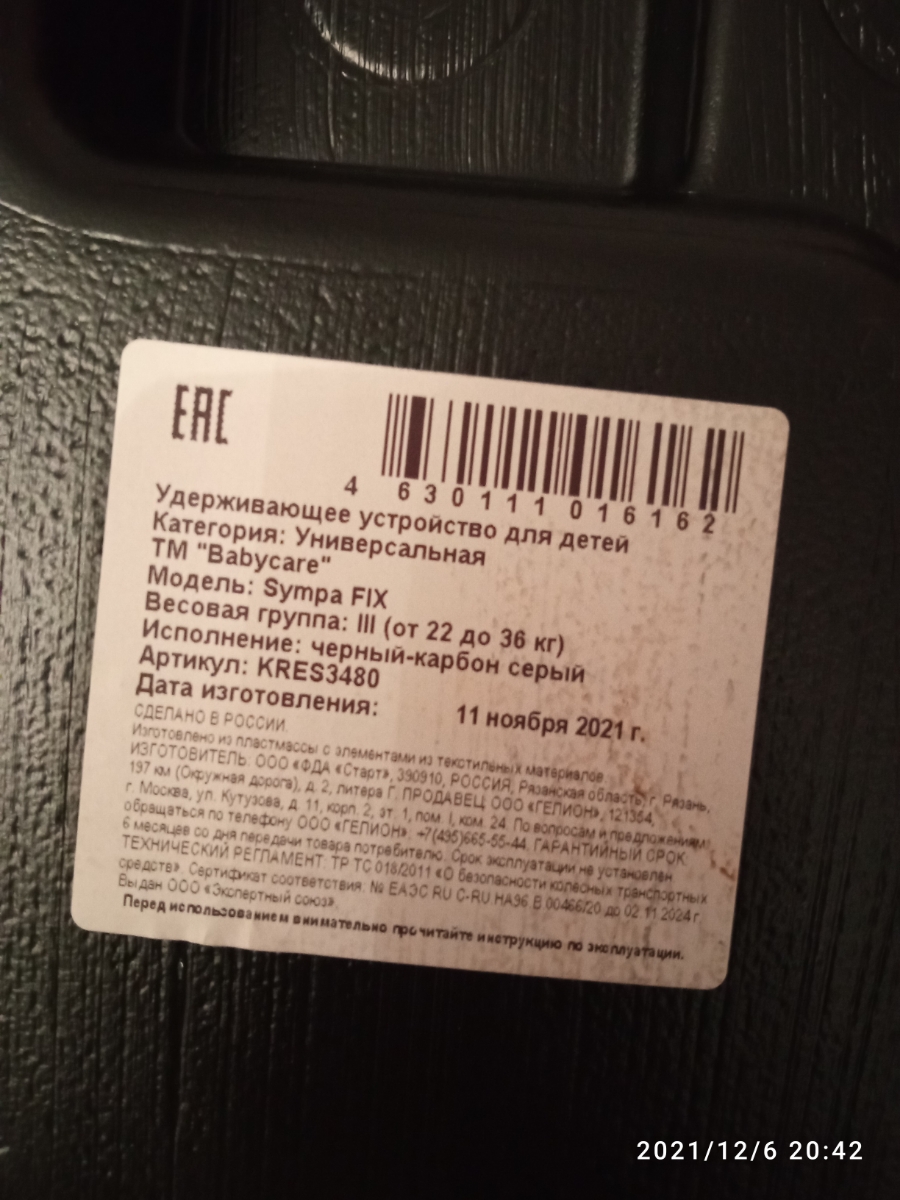 ЕАС
4 630111 016162
Удерживающее устройство для детей
Категория: Универсальная
ТМ "Babycare"
Модель: Sympa FIX
Весовая группа: III (от 22 до 36 кг)
Исполнение: черный-карбон серый
Артикул: KRES3480
Дата изготовления: 11 ноября 2021 г.
СДЕЛАНО В РОССИИ.
Изготовлено из пластмассы с элементами из текстильных материалов
ИЗГОТОВИТЕЛЬ: ООО «ФДА «Старт», 390910, РОССИЯ, Рязанская область, г. Рязань,
197 км (Окружная дорога), д. 2, литера Г. ПРОДАВЕЦ: ООО «ГЕЛИОН», 121354,
г. Москва, ул. Кутузова, д. 11, корп. 2, эт. 1, пом. I, ком. 24. По вопросам и предложениям
обращаться по телефону ООО «ГЕЛИОН»: +7(495)665-55-44. ГАРАНТИЙНЫЙ СРОК:
6 месяцев со дня передачи товара потребителю. Срок эксплуатации не установлен
ТЕХНИЧЕСКИЙ РЕГЛАМЕНТ: ТР ТС 018/2011 «О безопасности колесных транспортных
средств». Сертификат соответствия: № ЕАЭС RU C-RU.НА96.В.00466/20 до 02.11.2024 г.
Выдан ООО «Экспертный союз».
Перед использованием внимательно прочитайте инструкцию по эксплуатации.
2021/12/6 20:42